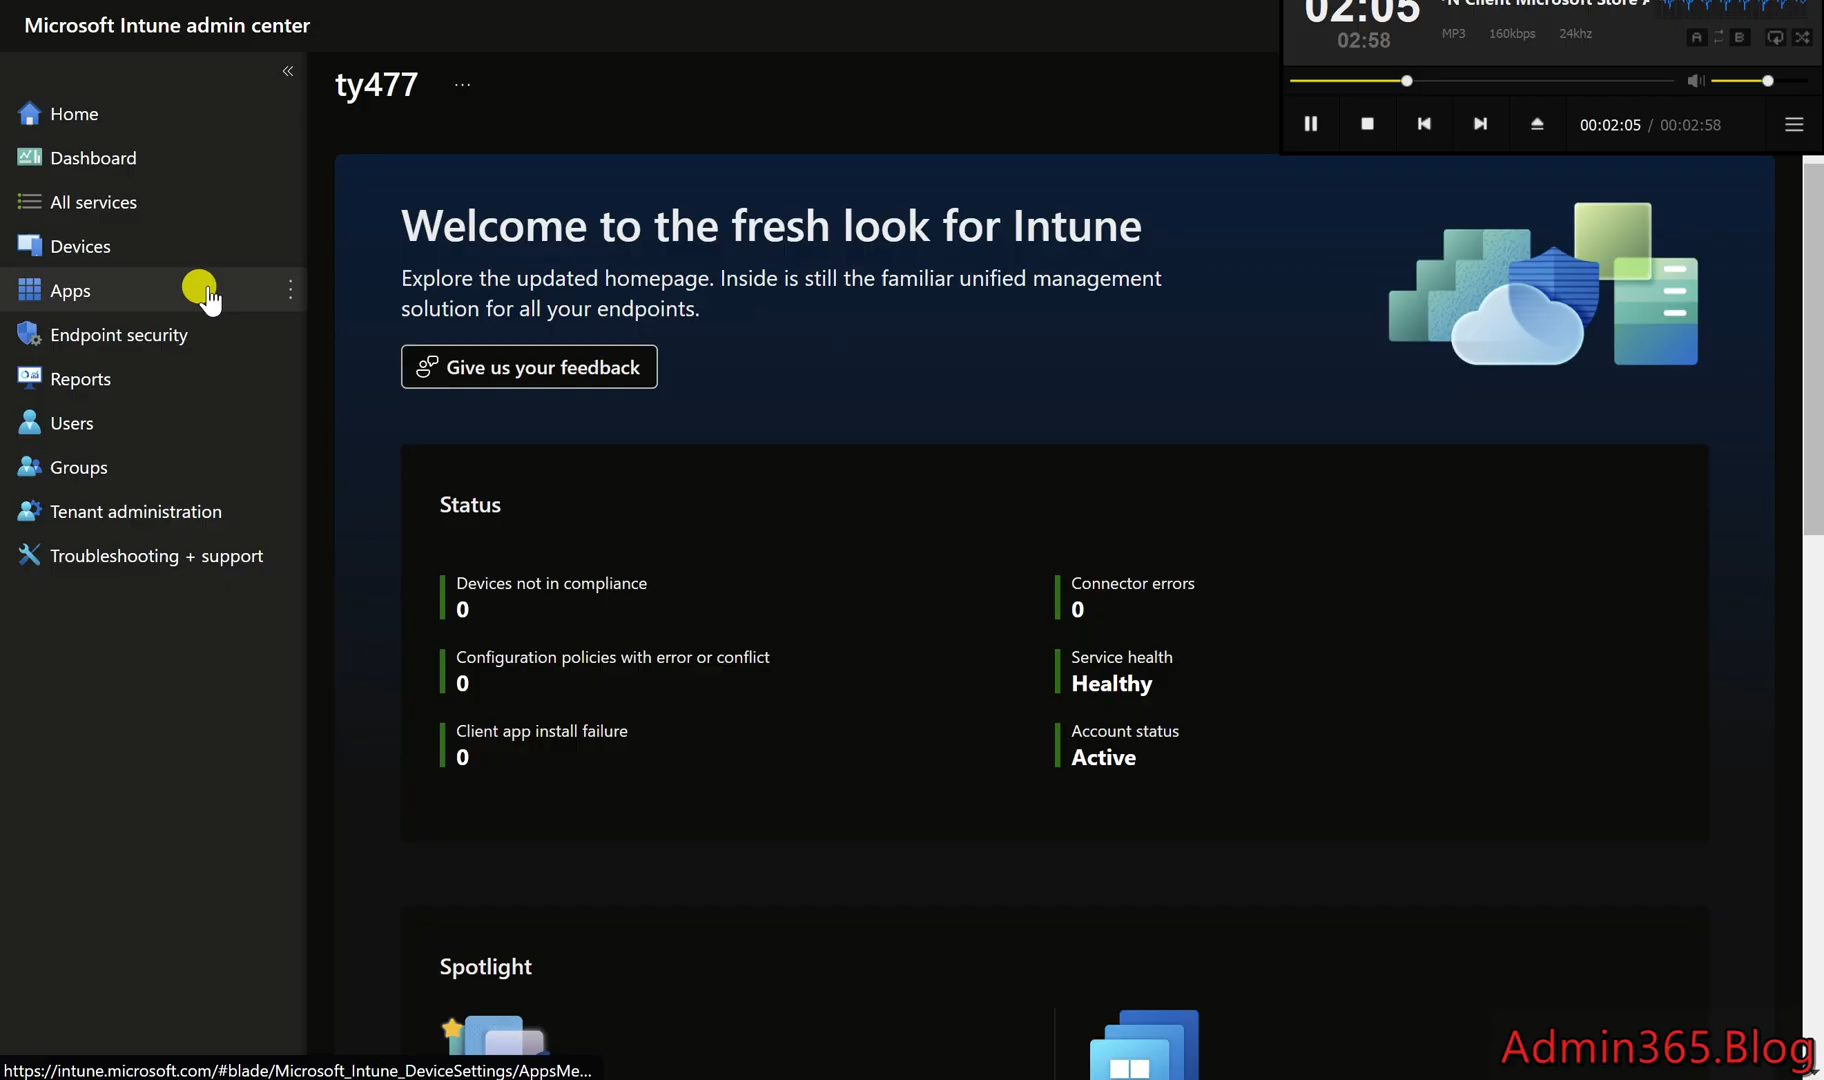 Microsoft Intune admin center
Home
Dashboard
All services
Devices
Apps
Endpoint security
Reports
Users
Groups
Tenant administration
Troubleshooting + support
ty477
Welcome to the fresh look for Intune
Explore the updated homepage. Inside is still the familiar unified management
solution for all your endpoints.
Give us your feedback
Status
Devices not in compliance
0
Configuration policies with error or conflict
0
Client app install failure
0
Connector errors
0
Service health
Healthy
Account status
Active
Spotlight
02:05
02:58
Client Microsoft Store
MP3 160kbps 24khz
A B
00:02:05 / 00:02:58
https://intune.microsoft.com/#blade/Microsoft_Intune_DeviceSettings/AppsMe...
Admin365.Blog